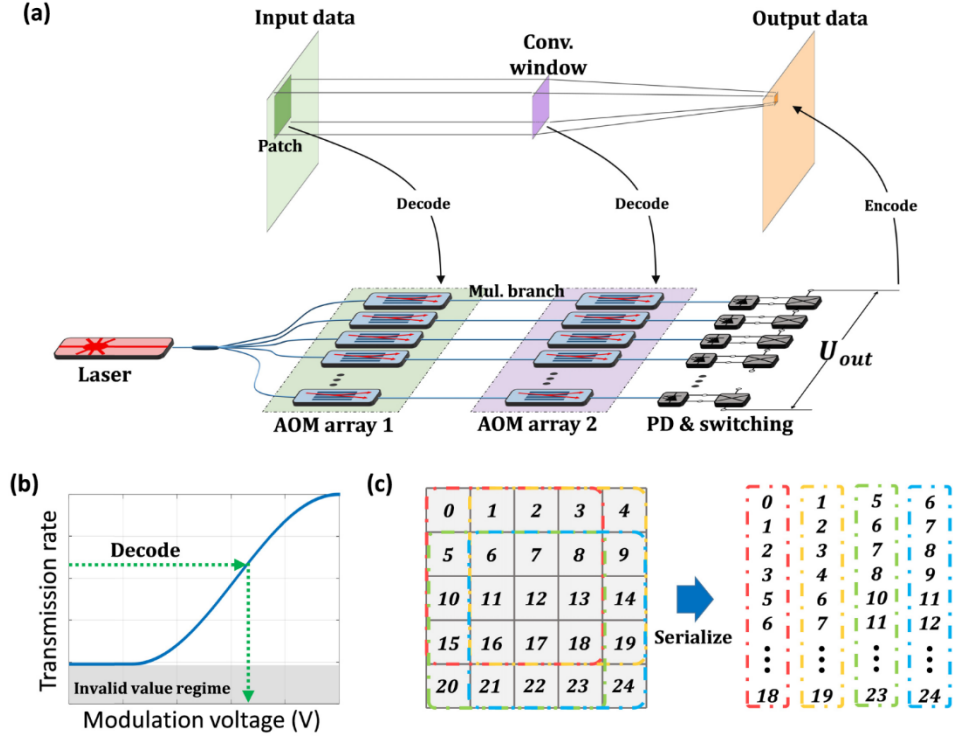 (a)
Input data
Output data
Conv.
window
Patch
Decode
Decode
Encode
Mul. branch
Laser
U_out
AOM array 1
AOM array 2
PD & switching
(b)
Transmission rate
Decode
Invalid value regime
Modulation voltage (V)
(c)
0 1 2 3 4
5 6 7 8 9
10 11 12 13 14
15 16 17 18 19
20 21 22 23 24
Serialize
0 1 5 6
1 2 6 7
2 3 7 8
3 4 8 9
5 6 10 11
6 7 11 12
18 19 23 24